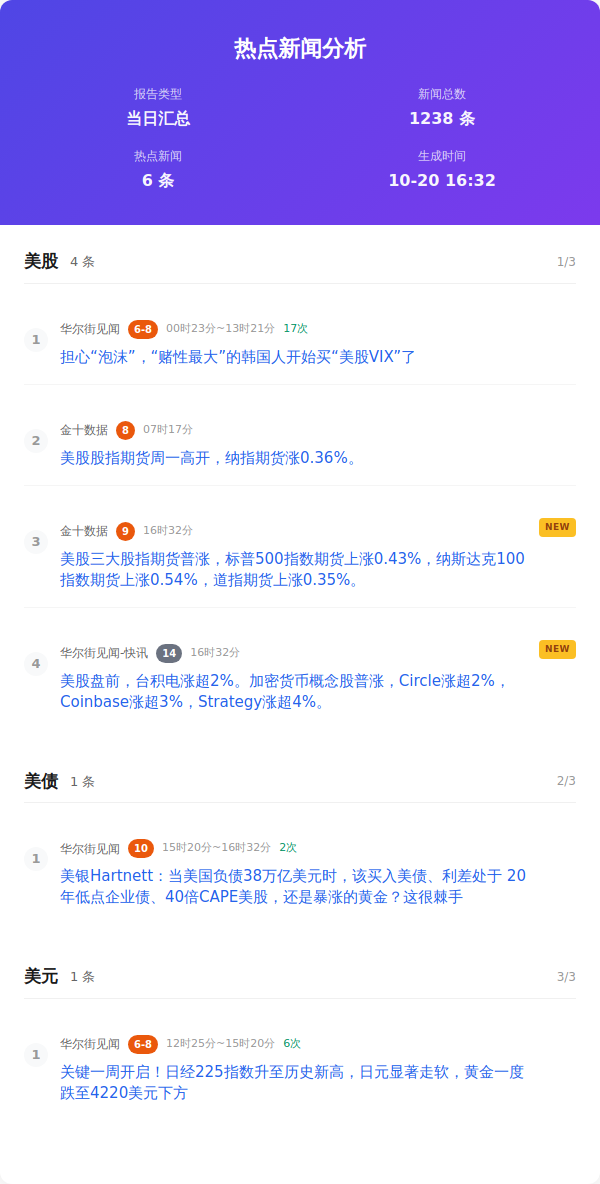 热点新闻分析
报告类型
新闻总数
当日汇总
1238 条
热点新闻
生成时间
6 条
10-20 16:32
美股 4 条 1/3
1
华尔街见闻 6-8 00时23分~13时21分 17次
担心“泡沫”，“赌性最大”的韩国人开始买“美股VIX”了
2
金十数据 8 07时17分
美股股指期货周一高开，纳指期货涨0.36%。
3
金十数据 9 16时32分 NEW
美股三大股指期货普涨，标普500指数期货上涨0.43%，纳斯达克100
指数期货上涨0.54%，道指期货上涨0.35%。
4
华尔街见闻-快讯 14 16时32分 NEW
美股盘前，台积电涨超2%。加密货币概念股普涨，Circle涨超2%，
Coinbase涨超3%，Strategy涨超4%。
美债 1 条 2/3
1
华尔街见闻 10 15时20分~16时32分 2次
美银Hartnett：当美国负债38万亿美元时，该买入美债、利差处于 20
年低点企业债、40倍CAPE美股，还是暴涨的黄金？这很棘手
美元 1 条 3/3
1
华尔街见闻 6-8 12时25分~15时20分 6次
关键一周开启！日经225指数升至历史新高，日元显著走软，黄金一度
跌至4220美元下方